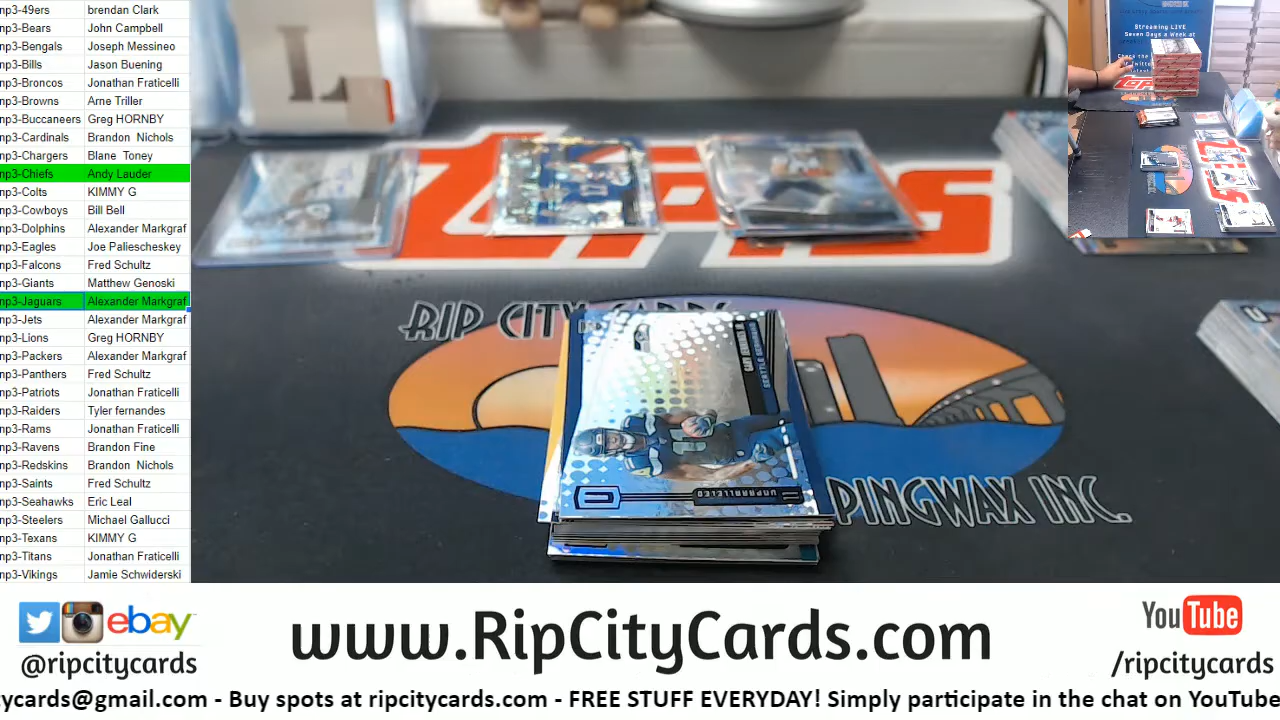 np3-49ers brendan Clark
np3-Bears John Campbell
np3-Bengals Joseph Messineo
np3-Bills Jason Buening
np3-Broncos Jonathan Fraticelli
np3-Browns Arne Triller
np3-Buccaneers Greg HORNBY
np3-Cardinals Brandon Nichols
np3-Chargers Blane Toney
np3-Chiefs Andy Lauder
np3-Colts KIMMY G
np3-Cowboys Bill Bell
np3-Dolphins Alexander Markgraf
np3-Eagles Joe Paliescheskey
np3-Falcons Fred Schultz
np3-Giants Matthew Genoski
np3-Jaguars Alexander Markgraf
np3-Jets Alexander Markgraf
np3-Lions Greg HORNBY
np3-Packers Alexander Markgraf
np3-Panthers Fred Schultz
np3-Patriots Jonathan Fraticelli
np3-Raiders Tyler fernandes
np3-Rams Jonathan Fraticelli
np3-Ravens Brandon Fine
np3-Redskins Brandon Nichols
np3-Saints Fred Schultz
np3-Seahawks Eric Leal
np3-Steelers Michael Gallucci
np3-Texans KIMMY G
np3-Titans Jonathan Fraticelli
np3-Vikings Jamie Schwiderski
Streaming LIVE
Seven Days a Week at
RIP CITY CARDS
PINGWAX INC.
UNPARALLELED
SEATTLE SEAHAWKS
ebay
@ripcitycards
www.RipCityCards.com
YouTube
/ripcitycards
ycards@gmail.com - Buy spots at ripcitycards.com - FREE STUFF EVERYDAY! Simply participate in the chat on YouTube